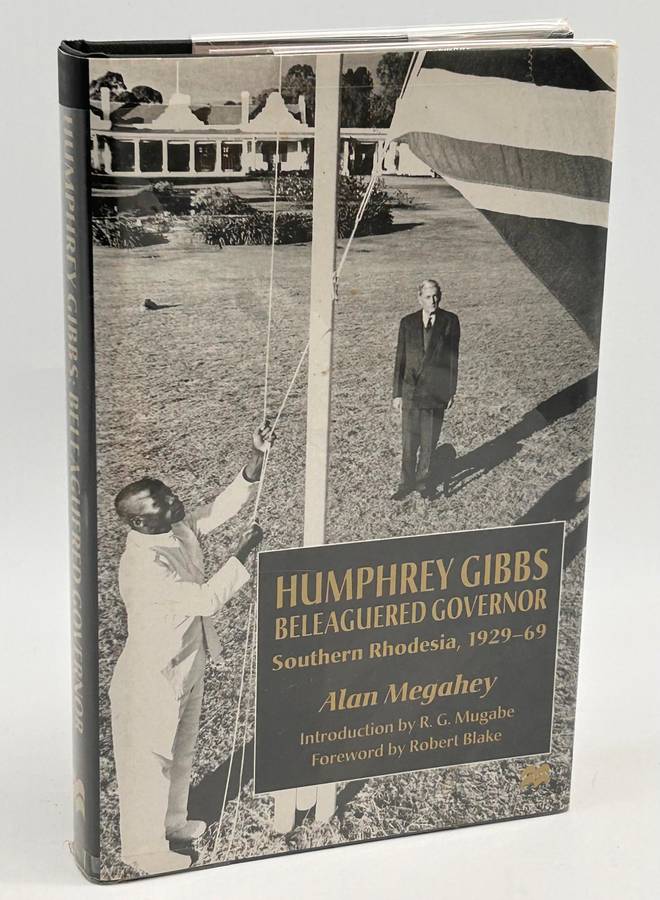 HUMPHREY GIBBS: BELEAGUERED GOVERNOR
HUMPHREY GIBBS
BELEAGUERED GOVERNOR
Southern Rhodesia, 1929–69
Alan Megahey
Introduction by R. G. Mugabe
Foreword by Robert Blake